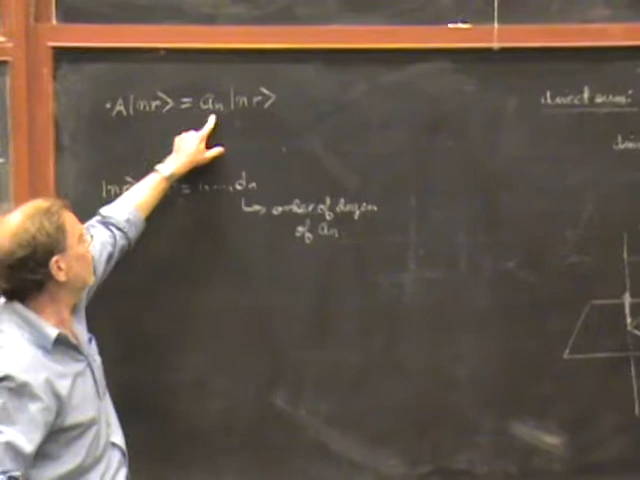 • A|nr> = an|nr>
|nr> = 1, ..., dn
↳ order of degen
of an
direct sum: